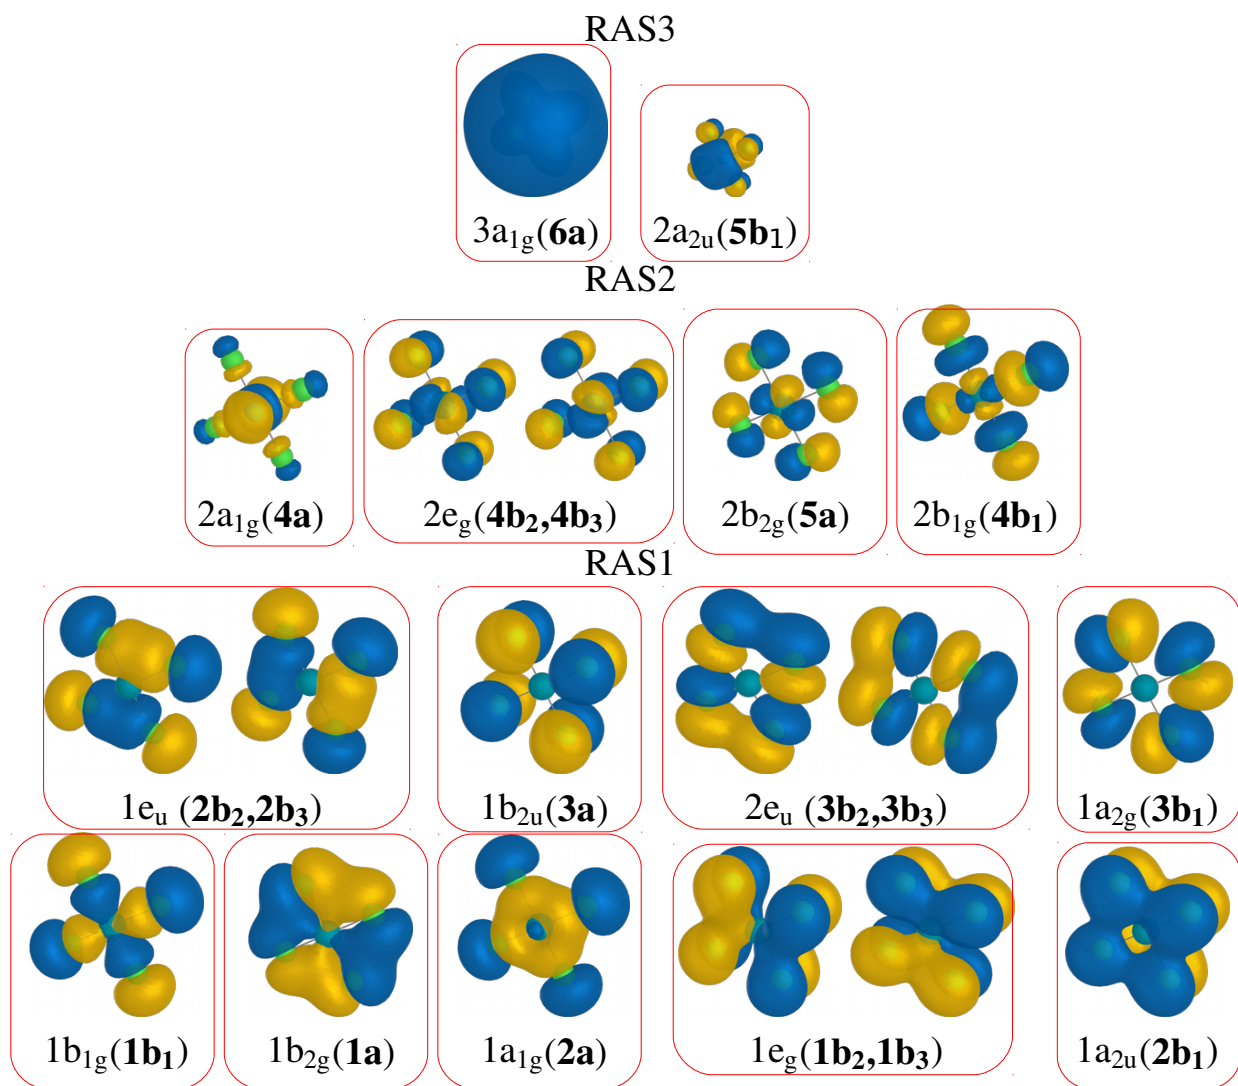 RAS3
3a1g(6a) 2a2u(5b1)
RAS2
2a1g(4a) 2eg(4b2,4b3) 2b2g(5a) 2b1g(4b1)
RAS1
1eu (2b2,2b3) 1b2u(3a) 2eu (3b2,3b3) 1a2g(3b1)
1b1g(1b1) 1b2g(1a) 1a1g(2a) 1eg(1b2,1b3) 1a2u(2b1)